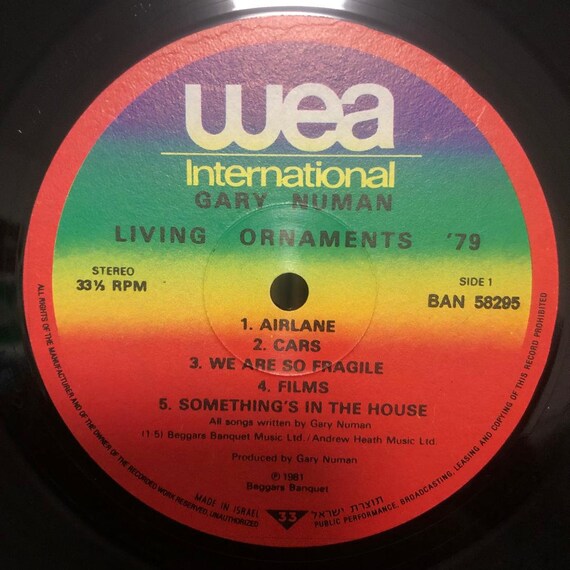 wea
International
GARY NUMAN
LIVING ORNAMENTS '79
STEREO
33⅓ RPM
SIDE 1
BAN 58295
1. AIRLANE
2. CARS
3. WE ARE SO FRAGILE
4. FILMS
5. SOMETHING'S IN THE HOUSE
All songs written by Gary Numan
(1-5) Beggars Banquet Music Ltd./Andrew Heath Music Ltd.
Produced by Gary Numan
℗ 1981
Beggars Banquet
ALL RIGHTS OF THE MANUFACTURER AND OF THE OWNER OF THE RECORDED WORK RESERVED, UNAUTHORIZED
PUBLIC PERFORMANCE, BROADCASTING, LEASING AND COPYING OF THIS RECORD PROHIBITED
MADE IN ISRAEL
33
תוצרת ישראל